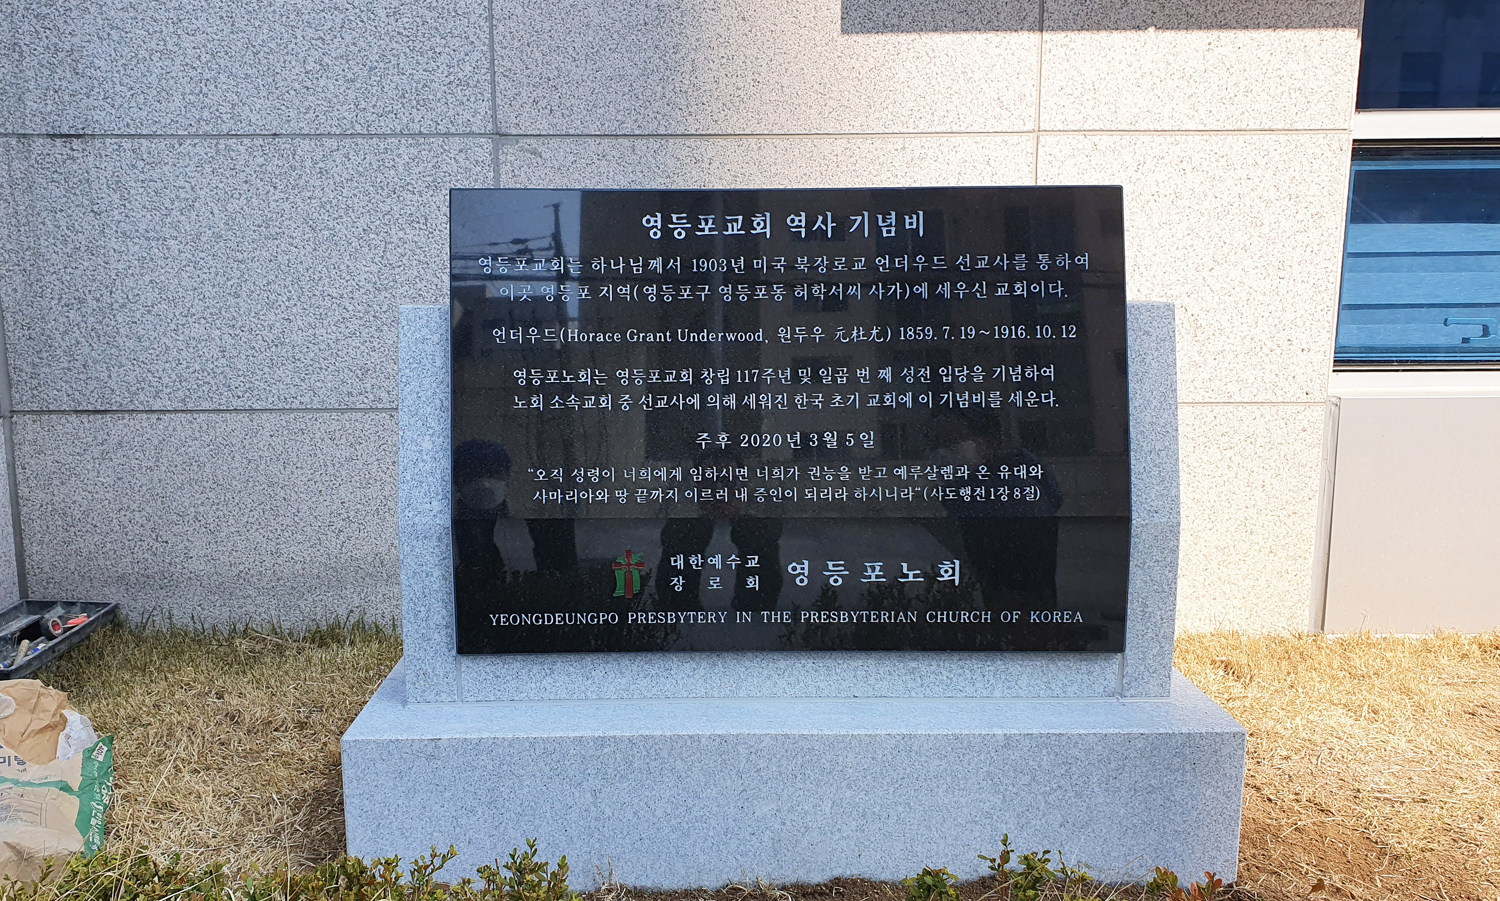 영등포교회 역사 기념비
영등포교회는 하나님께서 1903년 미국 북장로교 언더우드 선교사를 통하여
이곳 영등포 지역(영등포구 영등포동 허학서씨 사가)에 세우신 교회이다.
언더우드(Horace Grant Underwood, 원두우 元杜尤) 1859. 7. 19~1916. 10. 12
영등포노회는 영등포교회 창립 117주년 및 일곱 번 째 성전 입당을 기념하여
노회 소속교회 중 선교사에 의해 세워진 한국 초기 교회에 이 기념비를 세운다.
주후 2020년 3월 5일
"오직 성령이 너희에게 임하시면 너희가 권능을 받고 예루살렘과 온 유대와
사마리아와 땅 끝까지 이르러 내 증인이 되리라 하시니라"(사도행전1장8절)
대한예수교
장로회 영등포노회
YEONGDEUNGPO PRESBYTERY IN THE PRESBYTERIAN CHURCH OF KOREA